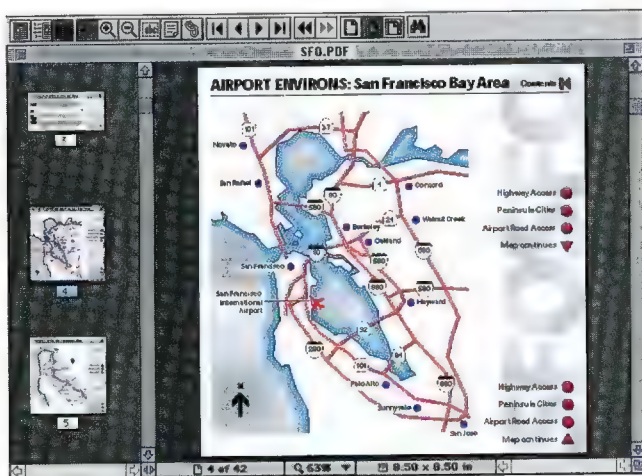 SFO.PDF
AIRPORT ENVIRONS: San Francisco Bay Area
Contents
101
37
Novato
San Rafael
4
Concord
80
580
24
Walnut Creek
Berkeley
Oakland
80
580
680
San Francisco
San Francisco
International
Airport
880
580
Hayward
92
280
84
101
680
Palo Alto
Sunnyvale
San Jose
Highway Access
Peninsula Cities
Airport Road Access
Map continues
Highway Access
Peninsula Cities
Airport Road Access
Map continues
4
5
4 of 42
63%
8.50 x 8.50 in